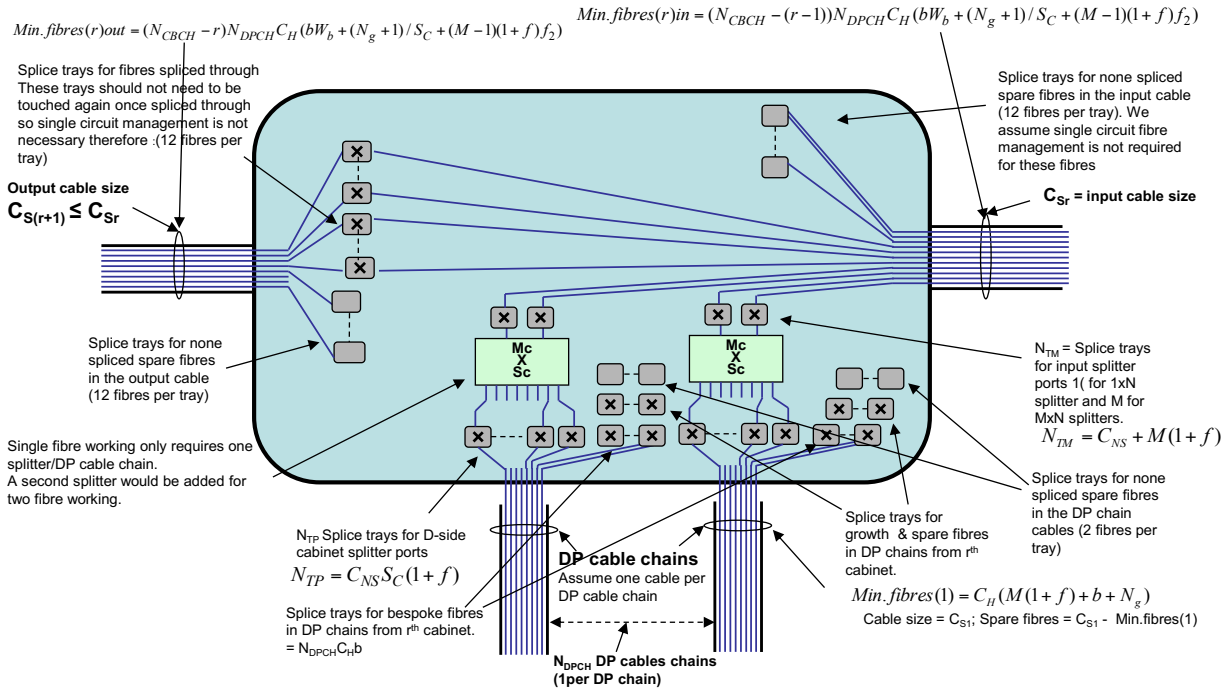 Min.fibres(r)out = (N_CBCH − r)N_DPCH C_H (bW_b + (N_g + 1) / S_C + (M − 1)(1 + f) f_2)
Min.fibres(r)in = (N_CBCH − (r − 1))N_DPCH C_H (bW_b + (N_g + 1) / S_C + (M − 1)(1 + f) f_2)
Splice trays for fibres spliced through
These trays should not need to be
touched again once spliced through
so single circuit management is not
necessary therefore :(12 fibres per
tray)
Output cable size
C_S(r+1) ≤ C_Sr
Splice trays for none spliced
spare fibres in the input cable
(12 fibres per tray). We
assume single circuit fibre
management is not required
for these fibres
C_Sr = input cable size
Splice trays for none
spliced spare fibres
in the output cable
(12 fibres per tray)
Mc
X
Sc
Mc
X
Sc
N_TM = Splice trays
for input splitter
ports 1( for 1xN
splitter and M for
MxN splitters.
N_TM = C_NS + M(1 + f)
Single fibre working only requires one
splitter/DP cable chain.
A second splitter would be added for
two fibre working.
N_TP Splice trays for D-side
cabinet splitter ports
N_TP = C_NS S_C (1 + f)
Splice trays for bespoke fibres
in DP chains from r^th cabinet.
= N_DPCH C_H b
DP cable chains
Assume one cable per
DP cable chain
N_DPCH DP cables chains
(1per DP chain)
Splice trays for
growth & spare fibres
in DP chains from r^th
cabinet.
Splice trays for none
spliced spare fibres
in the DP chain
cables (2 fibres per
tray)
Min.fibres(1) = C_H (M(1 + f) + b + N_g)
Cable size = C_S1; Spare fibres = C_S1 - Min.fibres(1)